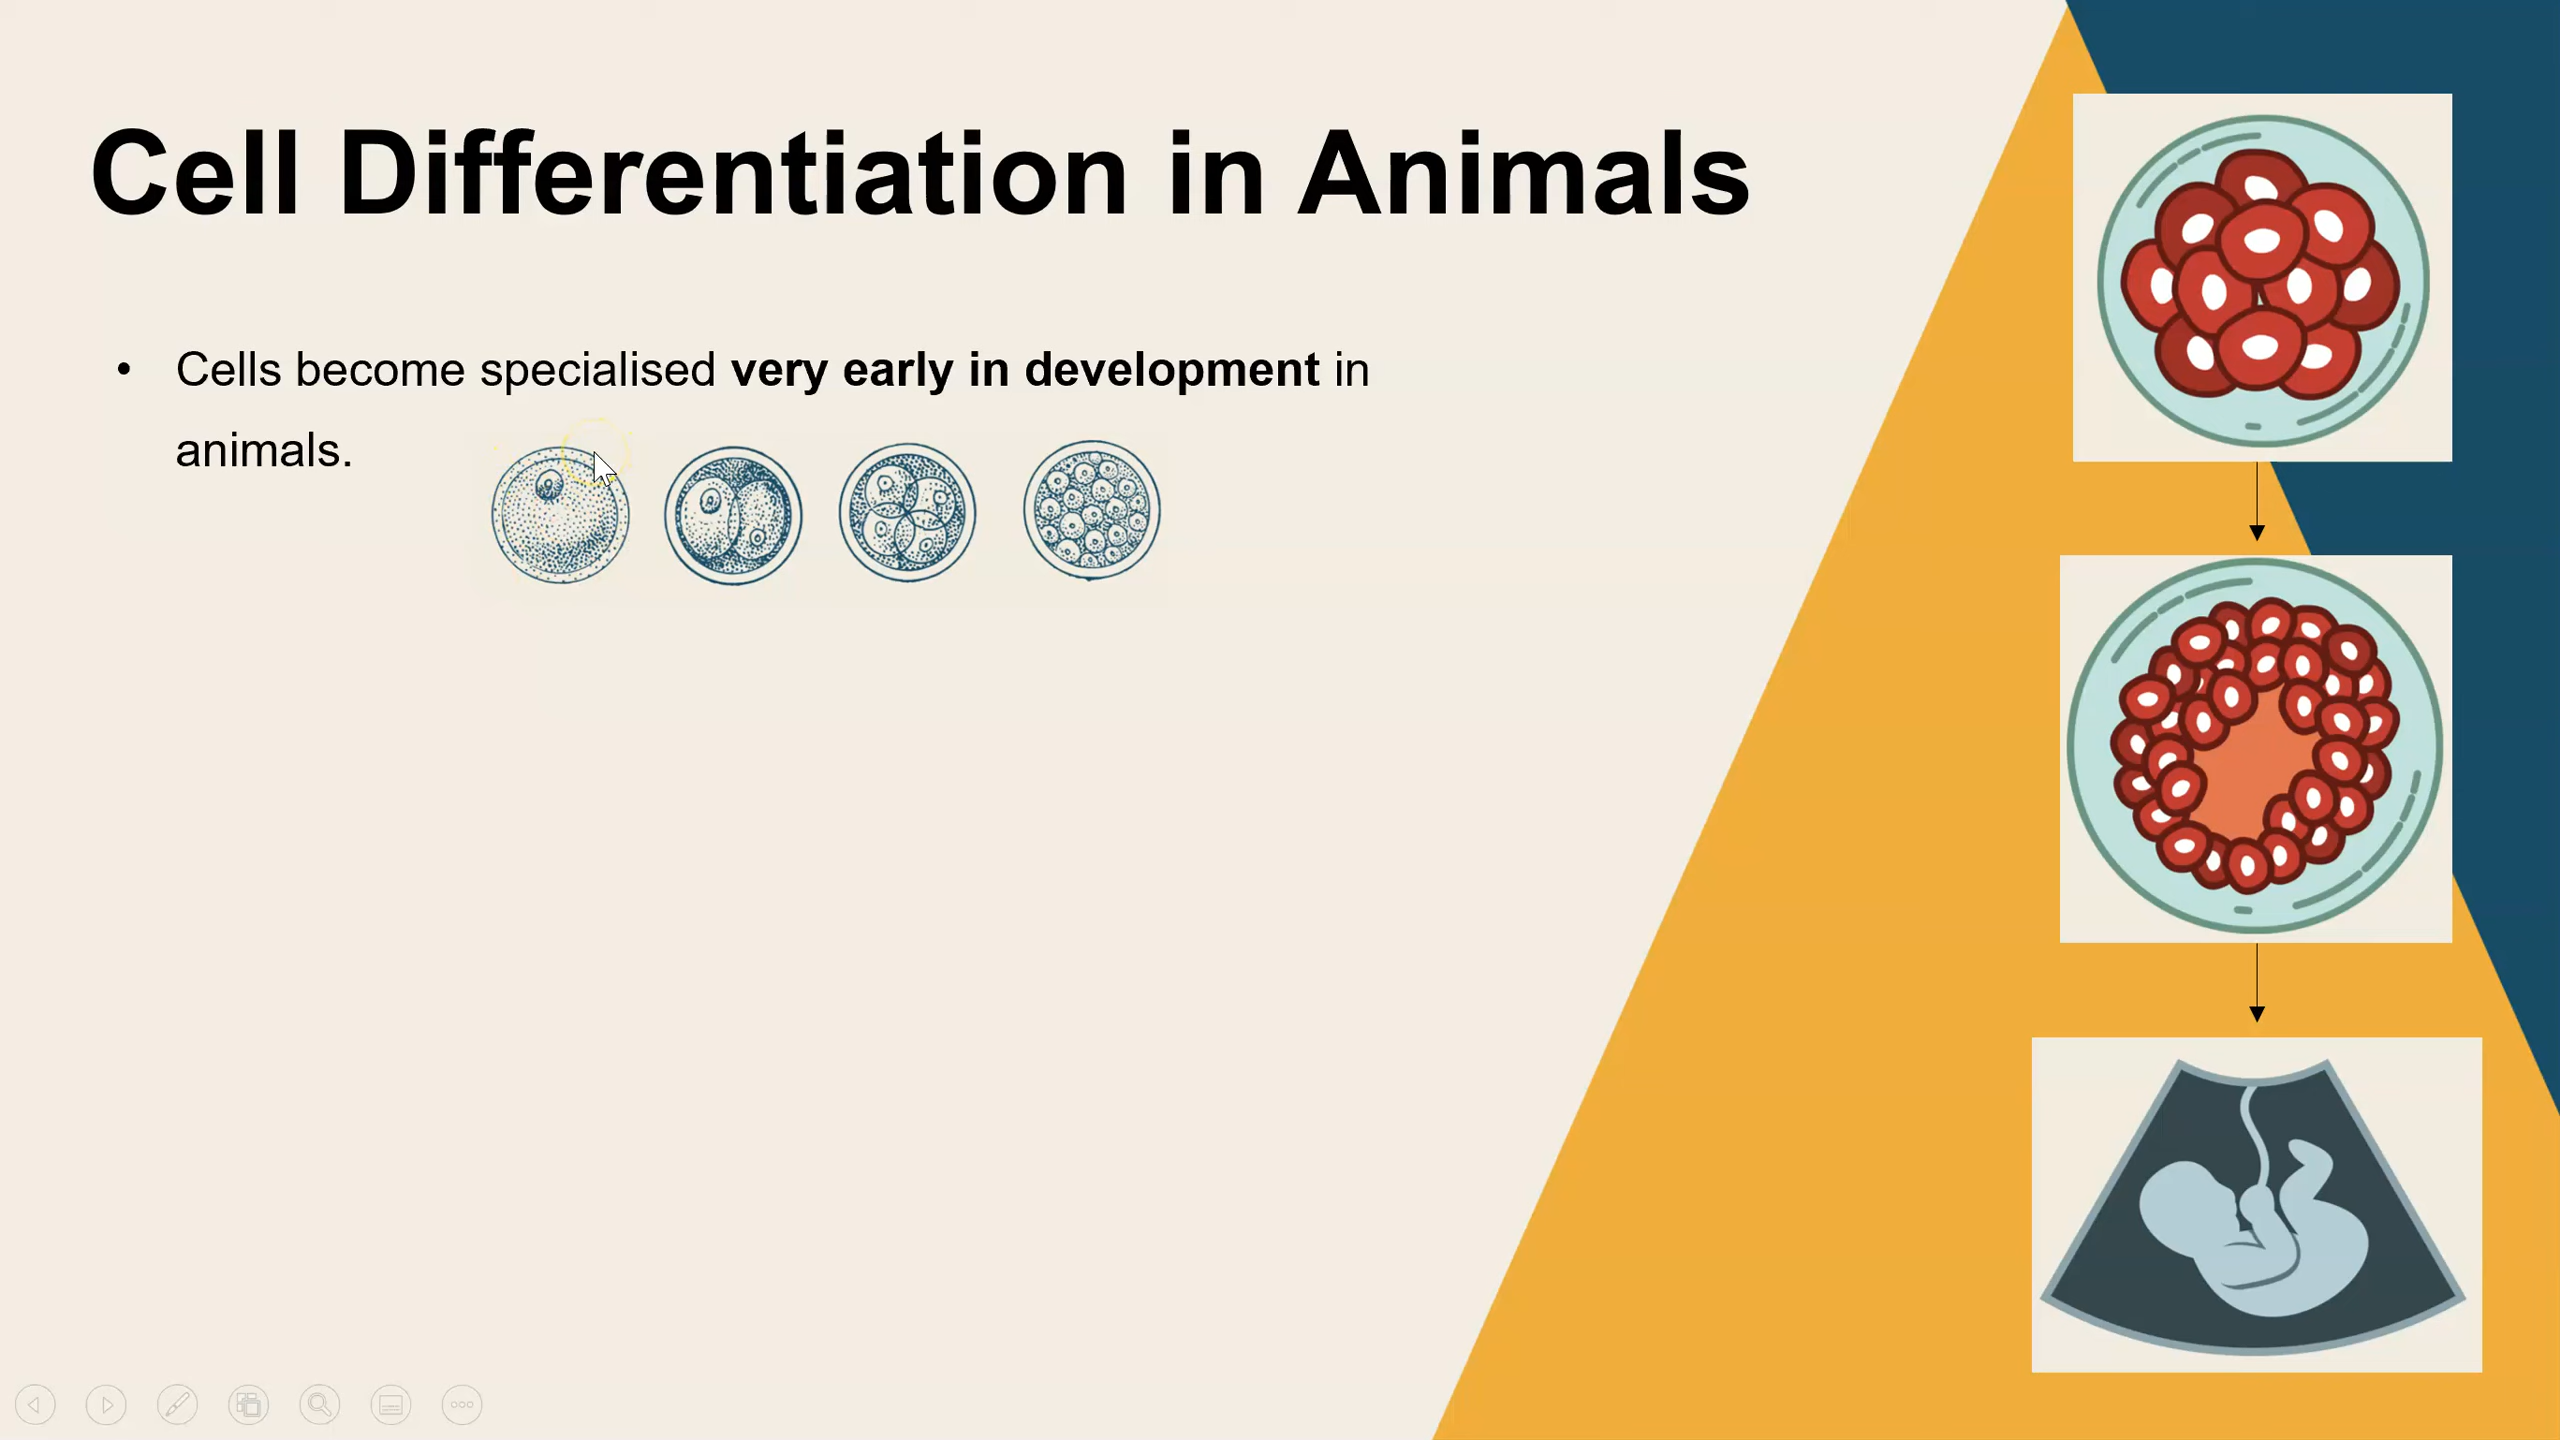 Cell Differentiation in Animals
• Cells become specialised very early in development in
animals.